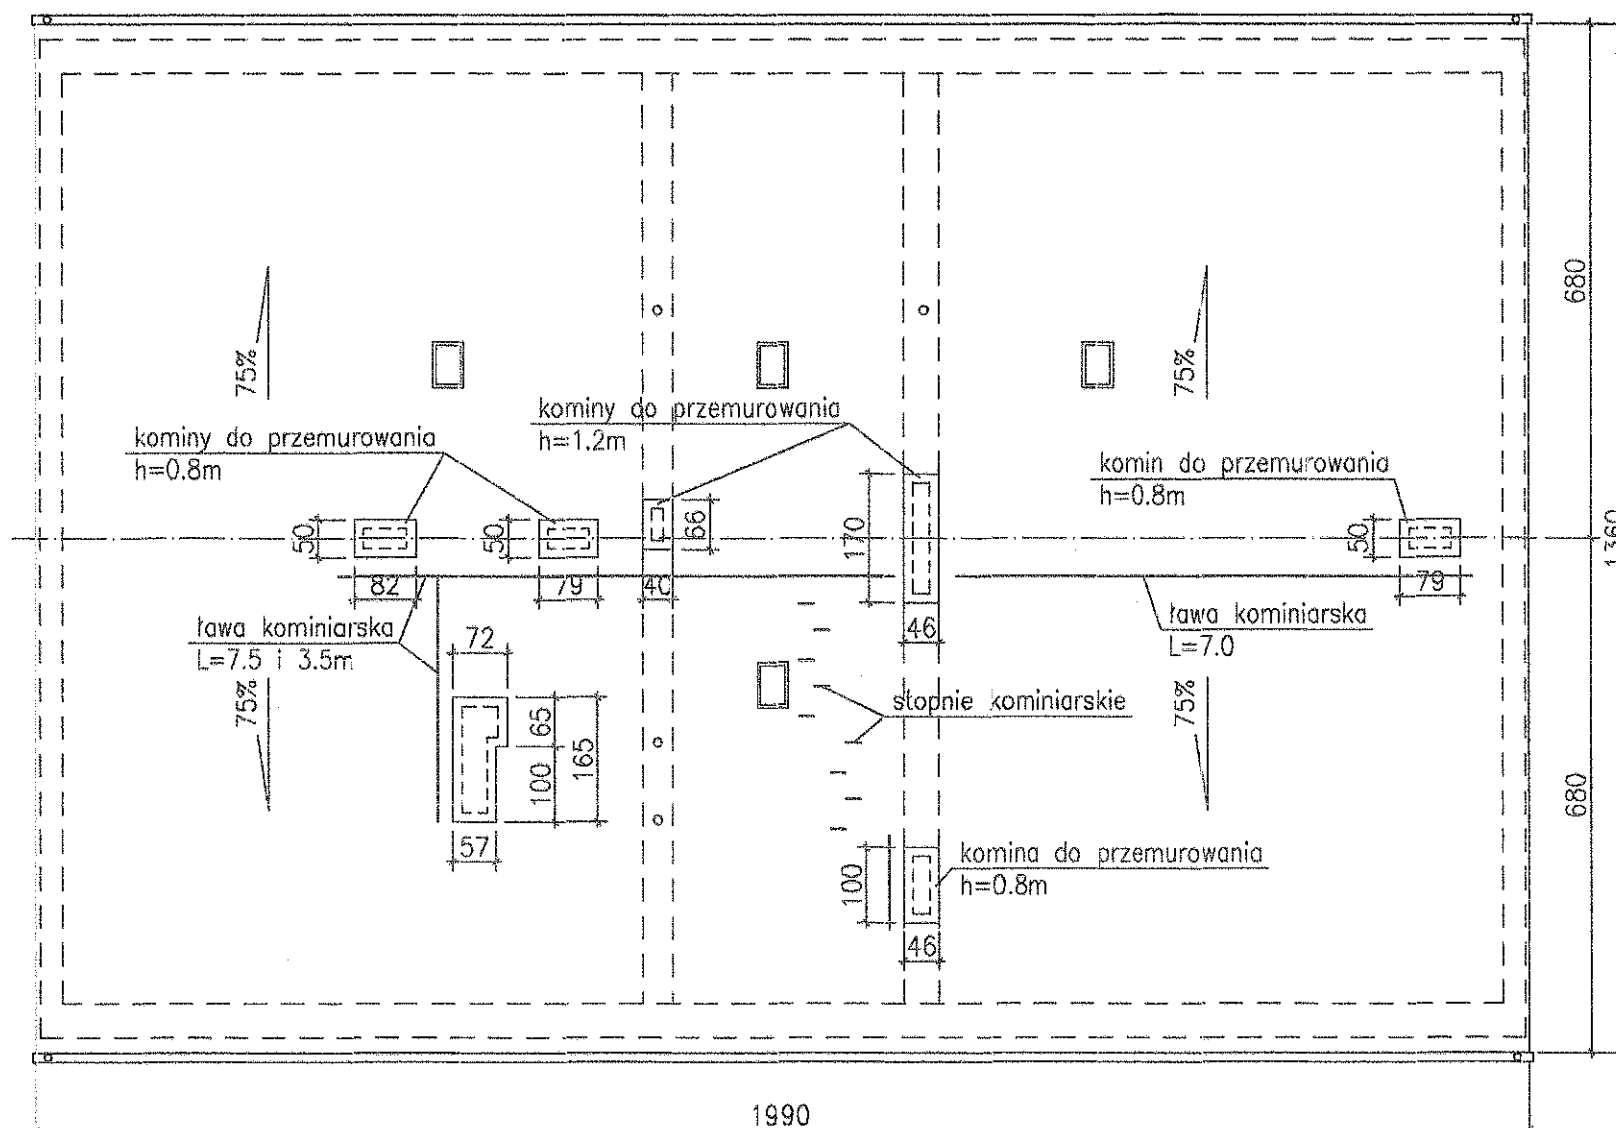 680
75%
75%
kominy do przemurowania
h=1.2m
kominy do przemurowania
h=0.8m
komin do przemurowania
h=0.8m
50
50
66
170
50
1360
82
79
40
79
ława kominiarska
L=7.5 i 3.5m
72
46
ława kominiarska
L=7.0
75%
stopnie kominiarskie
75%
65
100
165
680
57
100
komina do przemurowania
h=0.8m
46
1990